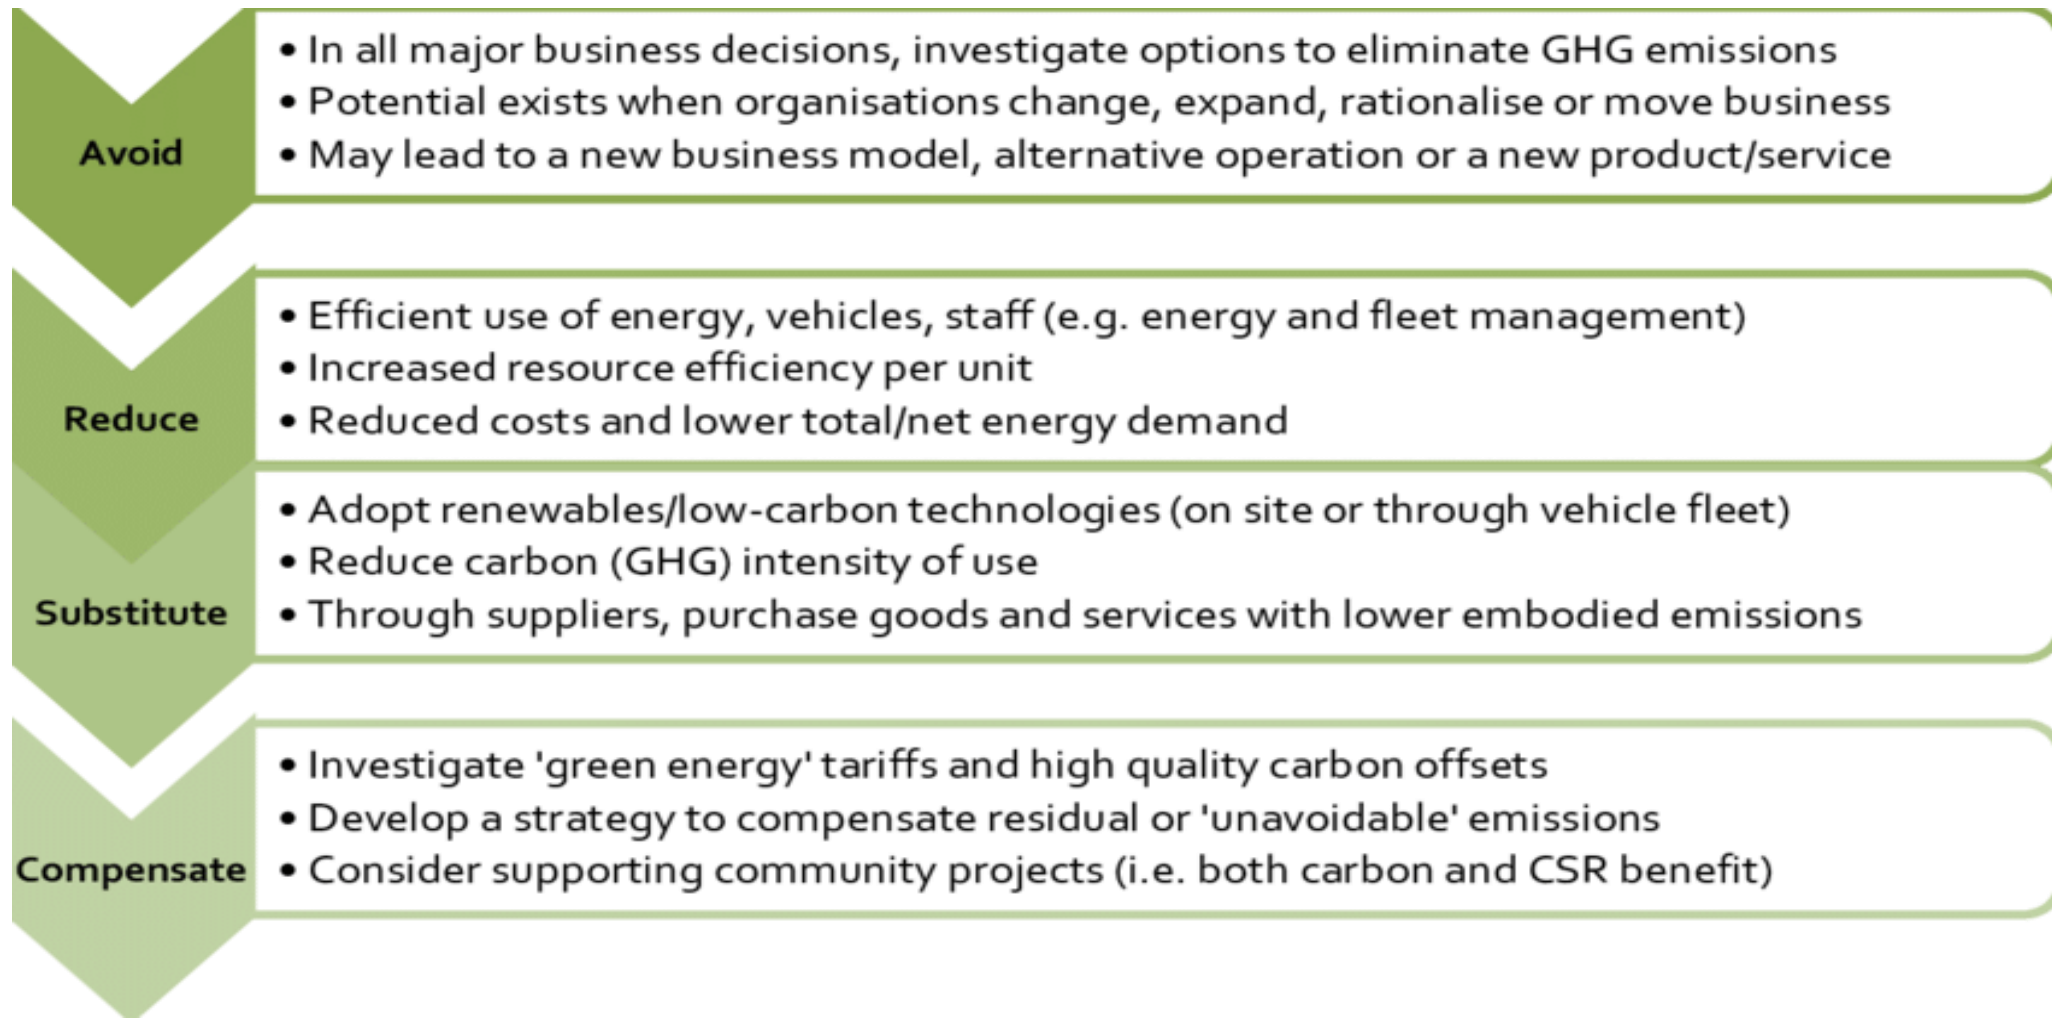 Avoid
• In all major business decisions, investigate options to eliminate GHG emissions
• Potential exists when organisations change, expand, rationalise or move business
• May lead to a new business model, alternative operation or a new product/service
Reduce
• Efficient use of energy, vehicles, staff (e.g. energy and fleet management)
• Increased resource efficiency per unit
• Reduced costs and lower total/net energy demand
Substitute
• Adopt renewables/low-carbon technologies (on site or through vehicle fleet)
• Reduce carbon (GHG) intensity of use
• Through suppliers, purchase goods and services with lower embodied emissions
Compensate
• Investigate 'green energy' tariffs and high quality carbon offsets
• Develop a strategy to compensate residual or 'unavoidable' emissions
• Consider supporting community projects (i.e. both carbon and CSR benefit)